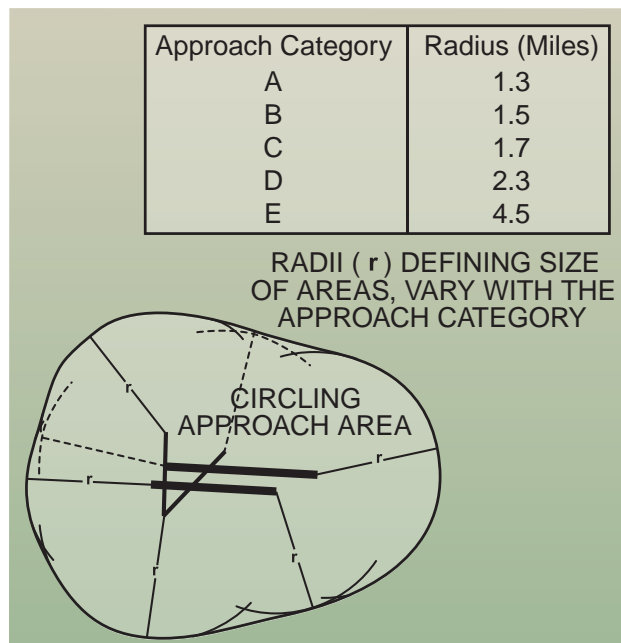 Approach Category Radius (Miles)
A 1.3
B 1.5
C 1.7
D 2.3
E 4.5
RADII ( r ) DEFINING SIZE
OF AREAS, VARY WITH THE
APPROACH CATEGORY
r
CIRCLING
APPROACH AREA
r
r
r
r